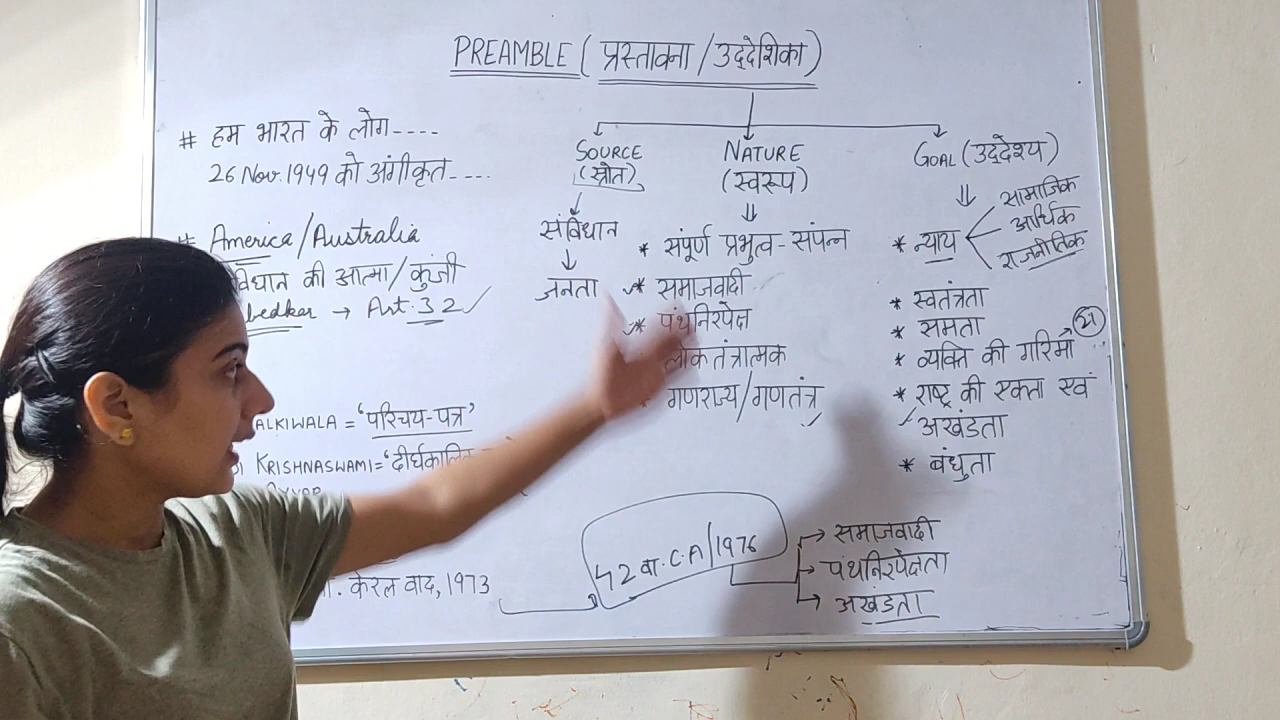 PREAMBLE ( प्रस्तावना / उद्देशिका )
# हम भारत के लोग----
26 Nov. 1949 को अंगीकृत----
# America / Australia
विधान की आत्मा / कुंजी
bedkar → Art. 32 ✓
ALKIWALA = 'परिचय-पत्र'
KRISHNASWAMI = 'दीर्घकालिक
केरल वाद, 1973
SOURCE
(स्रोत)
संविधान
↓
जनता
NATURE
(स्वरूप)
* संपूर्ण प्रभुत्व-संपन्न
* समाजवादी
* पंथनिरपेक्ष
लोकतंत्रात्मक
गणराज्य / गणतंत्र
GOAL (उद्देश्य)
* न्याय
सामाजिक
आर्थिक
राजनीतिक
* स्वतंत्रता
* समता
* व्यक्ति की गरिमा → 21
* राष्ट्र की एकता एवं
अखंडता
* बंधुता
42 वा. C.A / 1976
→ समाजवादी
→ पंथनिरपेक्षता
→ अखंडता